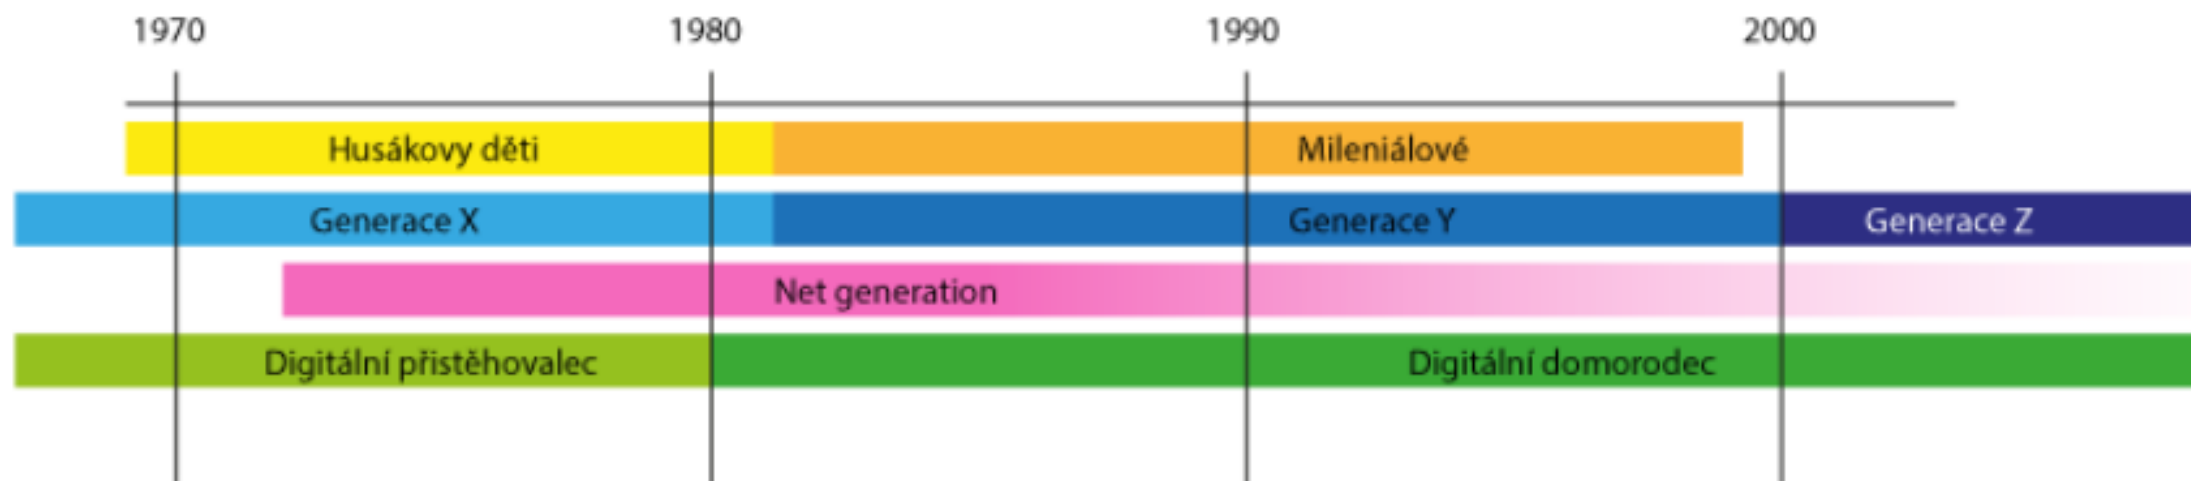 1970 1980 1990 2000
Husákovy děti Mileniálové
Generace X Generace Y Generace Z
Net generation
Digitální přistěhovalec Digitální domorodec